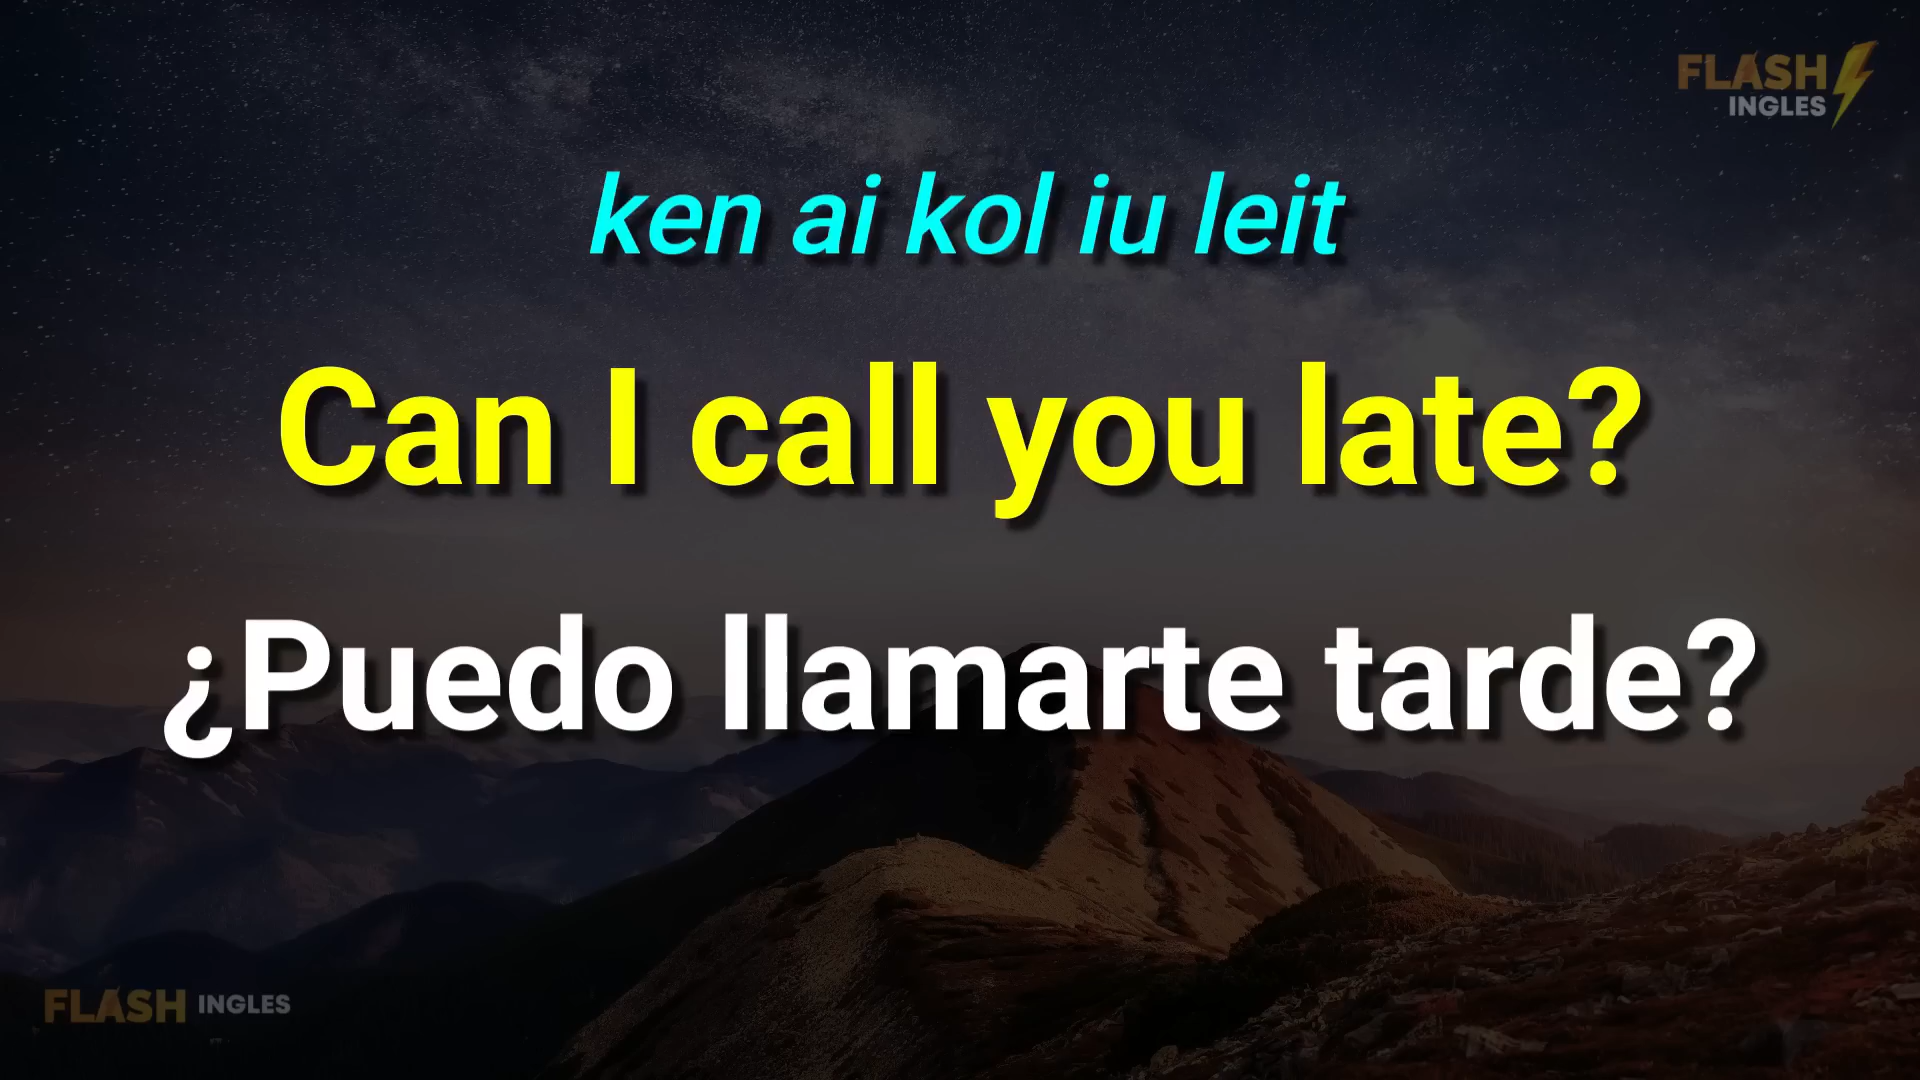 FLASH
INGLES
ken ai kol iu leit
Can I call you late?
¿Puedo llamarte tarde?
FLASH INGLES